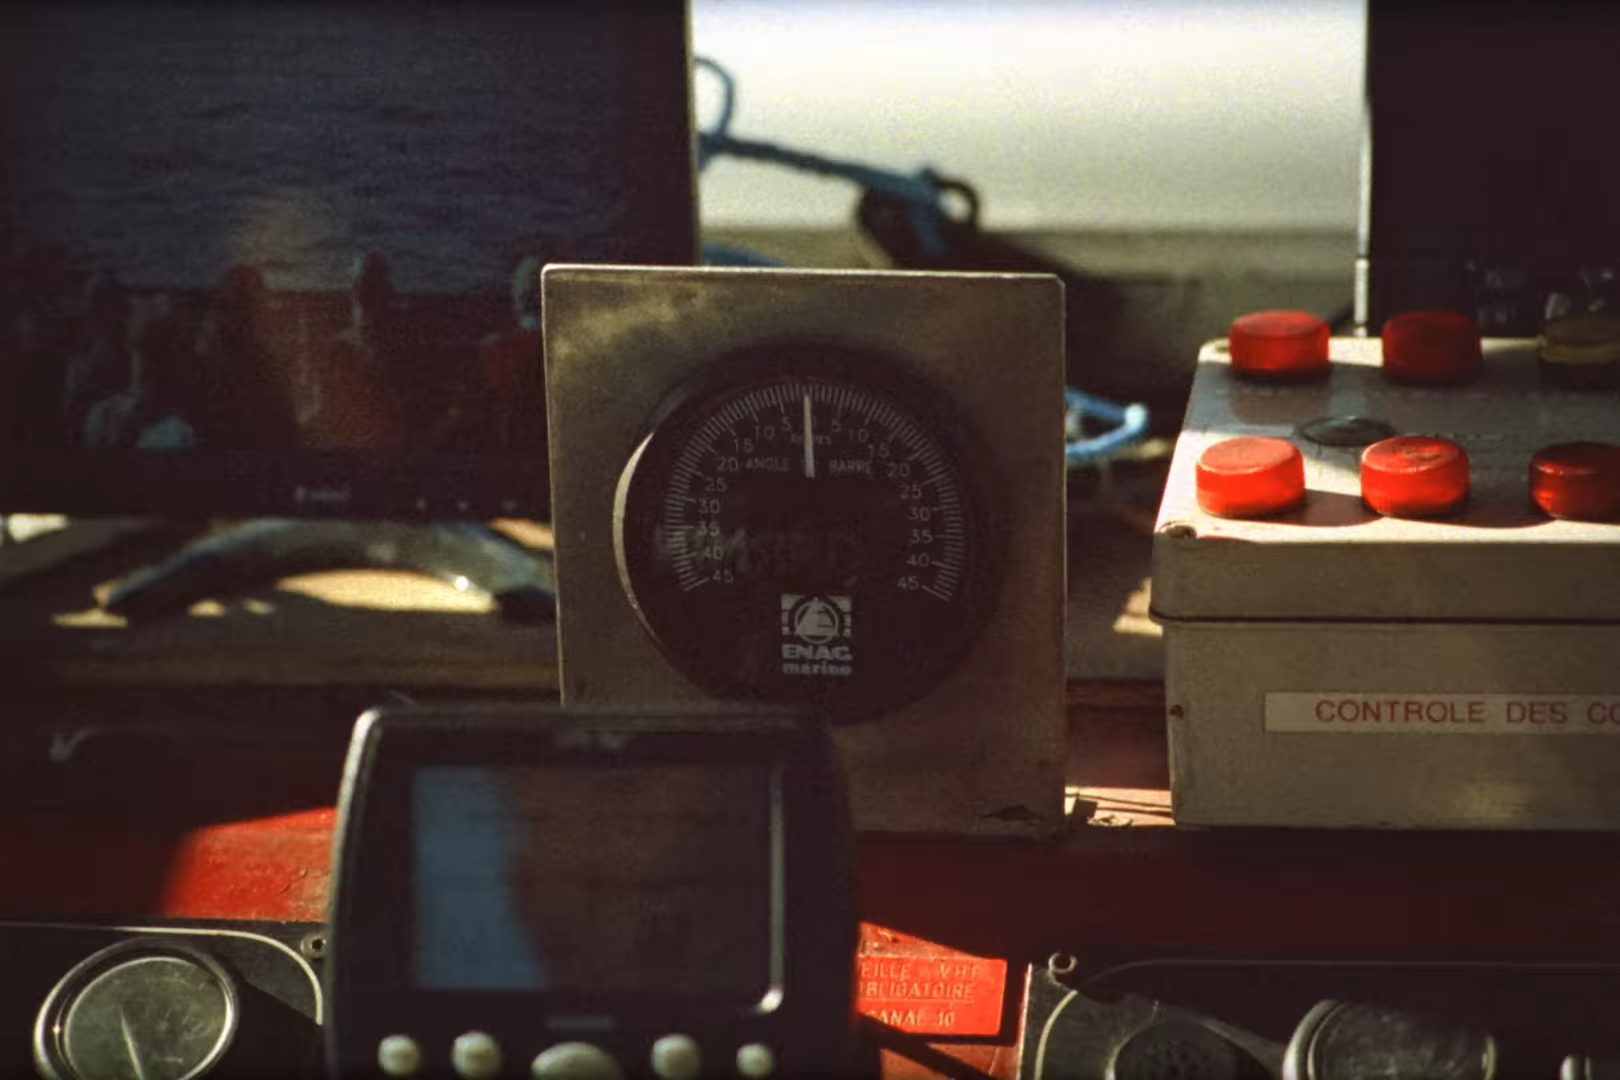 5 0 5
15 10 10 15
20 ANGLE BARRE 20
25 25
30 30
35 35
40 40
45 45
ENAG
marine
CONTROLE DES CO
EILLE VHF
OBLIGATOIRE
CANAL 16